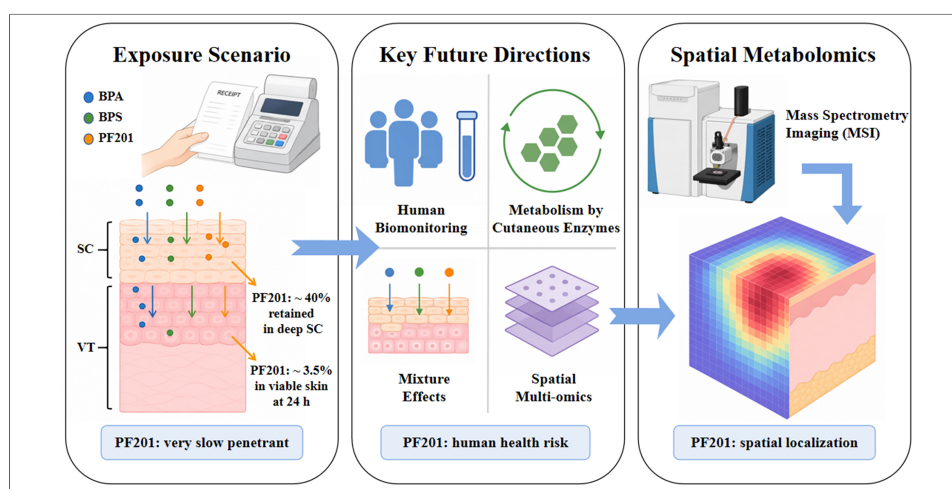 Exposure Scenario
BPA
BPS
PF201
RECEIPT
SC
VT
PF201: ~ 40%
retained
in deep SC
PF201: ~ 3.5%
in viable skin
at 24 h
PF201: very slow penetrant
Key Future Directions
Human
Biomonitoring
Metabolism by
Cutaneous Enzymes
Mixture
Effects
Spatial
Multi-omics
PF201: human health risk
Spatial Metabolomics
Mass Spectrometry
Imaging (MSI)
PF201: spatial localization